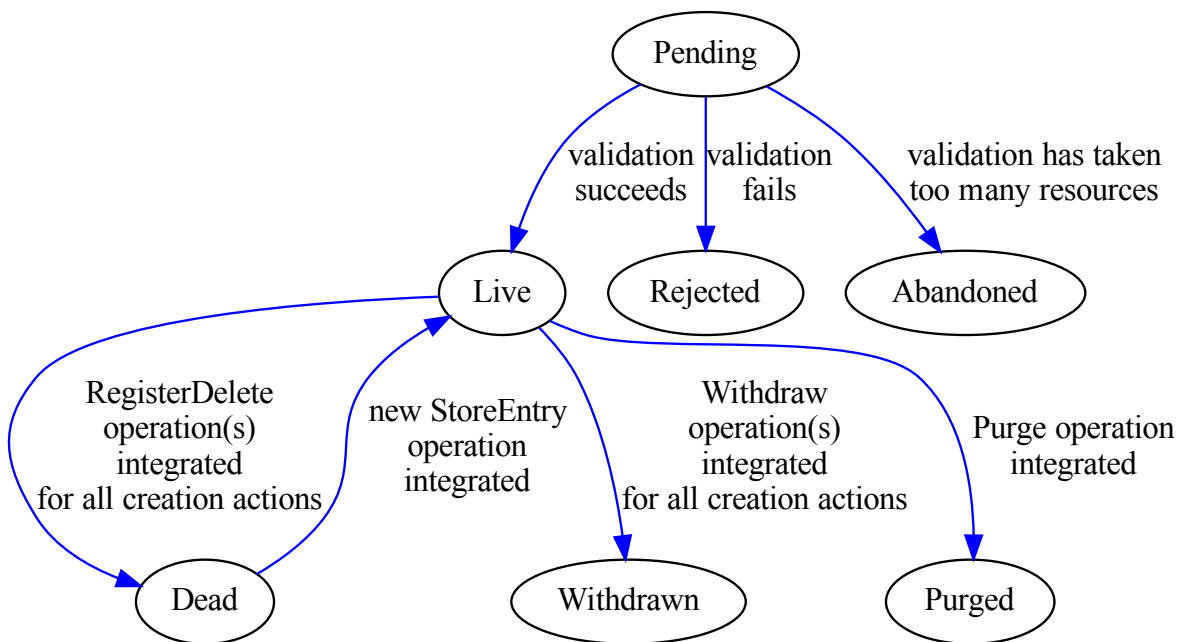 Pending
validation
succeeds
validation
fails
validation has taken
too many resources
Live
Rejected
Abandoned
RegisterDelete
operation(s)
integrated
for all creation actions
new StoreEntry
operation
integrated
Withdraw
operation(s)
integrated
for all creation actions
Purge operation
integrated
Dead
Withdrawn
Purged